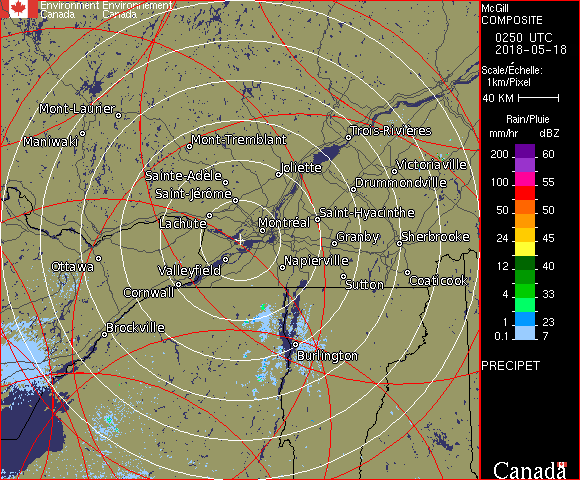 Environment Environnement
Canada Canada
McGill
COMPOSITE
0250 UTC
2018-05-18
Scale/Échelle:
1km/Pixel
40 KM
Rain/Pluie
mm/hr dBZ
200 60
55
100 55
50 50
24 45
12 40
4 33
1 23
0.1 7
PRECIPET
Canada
Mont-Laurier
Maniwaki
Mont-Tremblant
Trois-Rivières
Joliette
Victoriaville
Sainte-Adèle
Drummondville
Saint-Jérôme
Saint-Hyacinthe
Lachute
Montréal
Granby
Sherbrooke
Ottawa
Valleyfield
Napierville
Coaticook
Sutton
Cornwall
Brockville
Burlington